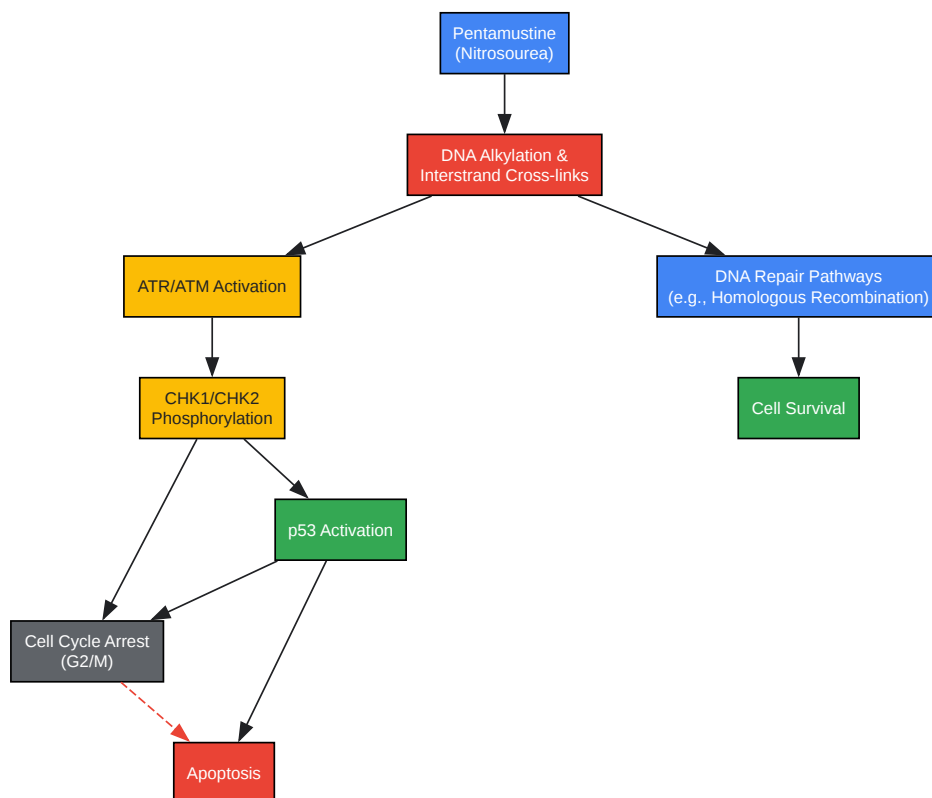 Pentamustine
(Nitrosourea)
DNA Alkylation &
Interstrand Cross-links
ATR/ATM Activation
DNA Repair Pathways
(e.g., Homologous Recombination)
CHK1/CHK2
Phosphorylation
Cell Survival
p53 Activation
Cell Cycle Arrest
(G2/M)
Apoptosis